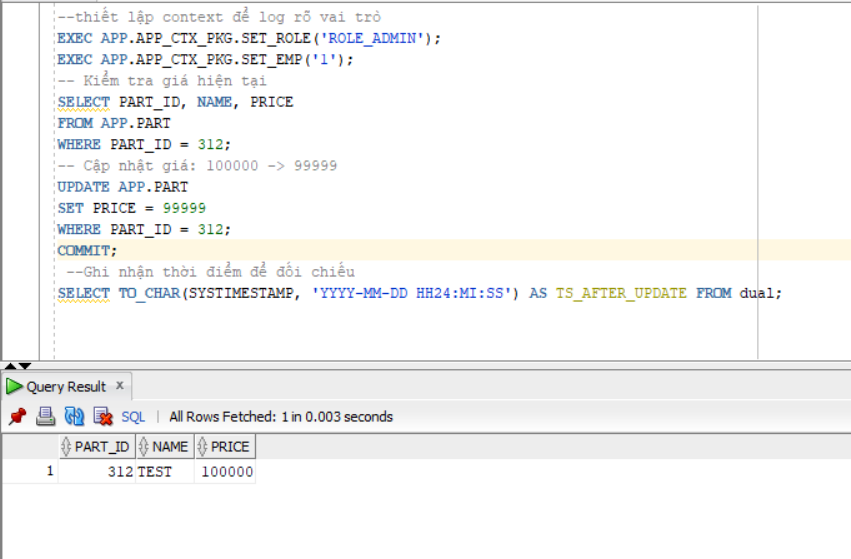 --thiết lập context để log rõ vai trò
EXEC APP.APP_CTX_PKG.SET_ROLE('ROLE_ADMIN');
EXEC APP.APP_CTX_PKG.SET_EMP('1');
-- Kiểm tra giá hiện tại
SELECT PART_ID, NAME, PRICE
FROM APP.PART
WHERE PART_ID = 312;
-- Cập nhật giá: 100000 -> 99999
UPDATE APP.PART
SET PRICE = 99999
WHERE PART_ID = 312;
COMMIT;
--Ghi nhận thời điểm để đối chiếu
SELECT TO_CHAR(SYSTIMESTAMP, 'YYYY-MM-DD HH24:MI:SS') AS TS_AFTER_UPDATE FROM dual;
Query Result x
SQL | All Rows Fetched: 1 in 0.003 seconds
PART_ID NAME PRICE
1 312 TEST 100000